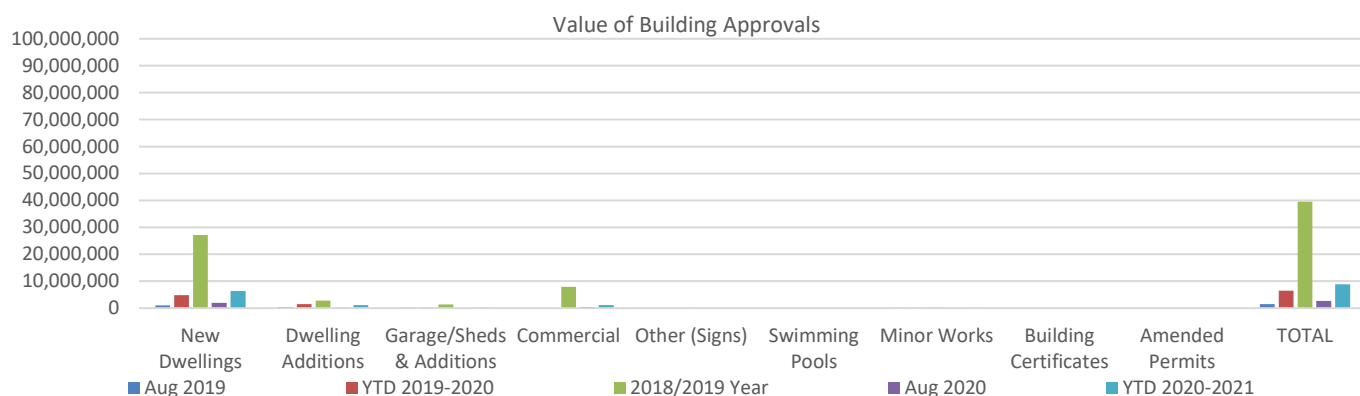 Value of Building Approvals
100,000,000
90,000,000
80,000,000
70,000,000
60,000,000
50,000,000
40,000,000
30,000,000
20,000,000
10,000,000
0
New
Dwellings
Dwelling
Additions
Garage/Sheds
& Additions
Commercial
Other (Signs)
Swimming
Pools
Minor Works
Building
Certificates
Amended
Permits
TOTAL
Aug 2019
YTD 2019-2020
2018/2019 Year
Aug 2020
YTD 2020-2021